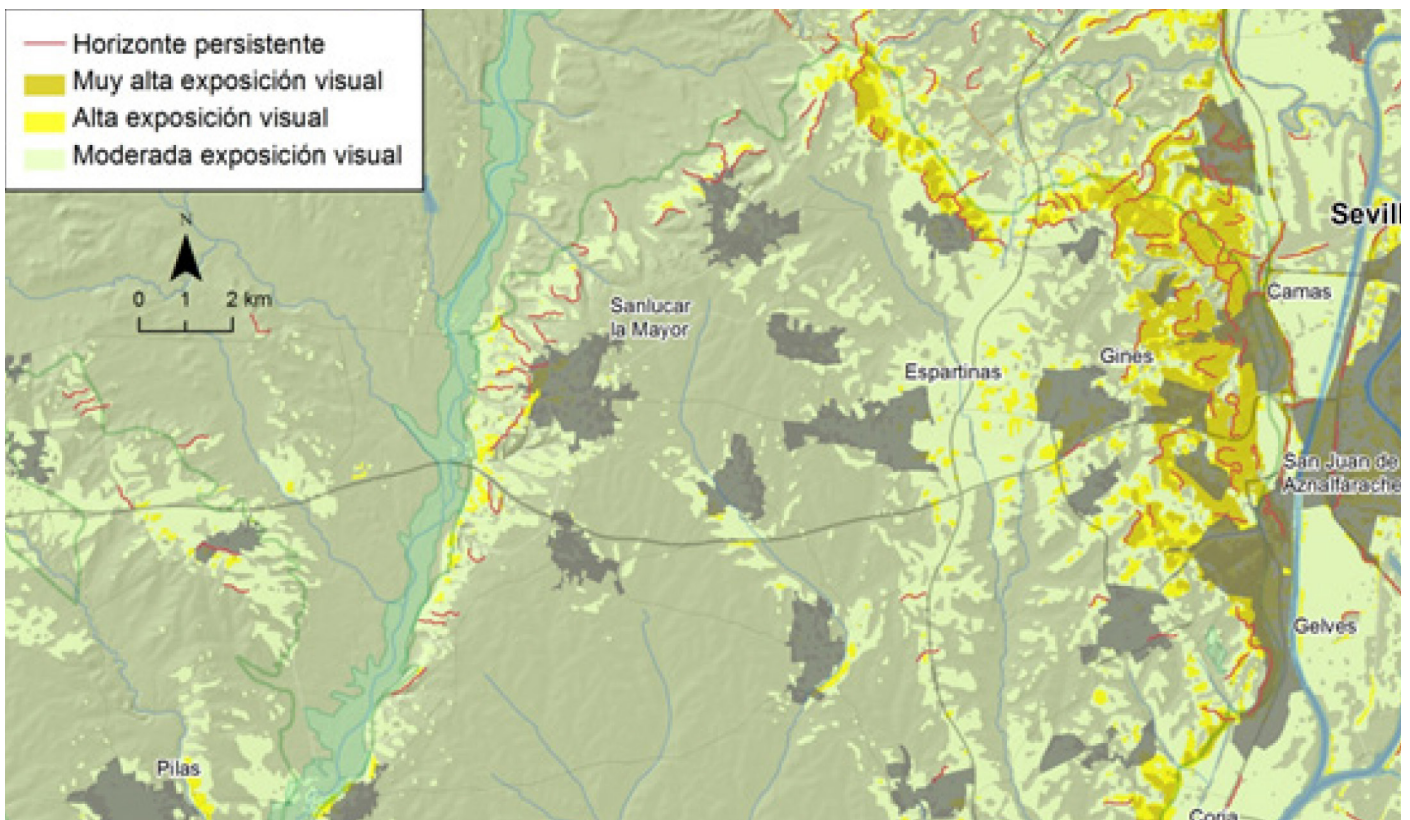 Horizonte persistente
Muy alta exposición visual
Alta exposición visual
Moderada exposición visual
N
0 1 2 km
Sevill
Camas
Sanlucar
la Mayor
Gines
Espartinas
San Juan de
Aznalfarache
Gelves
Pilas
Coria